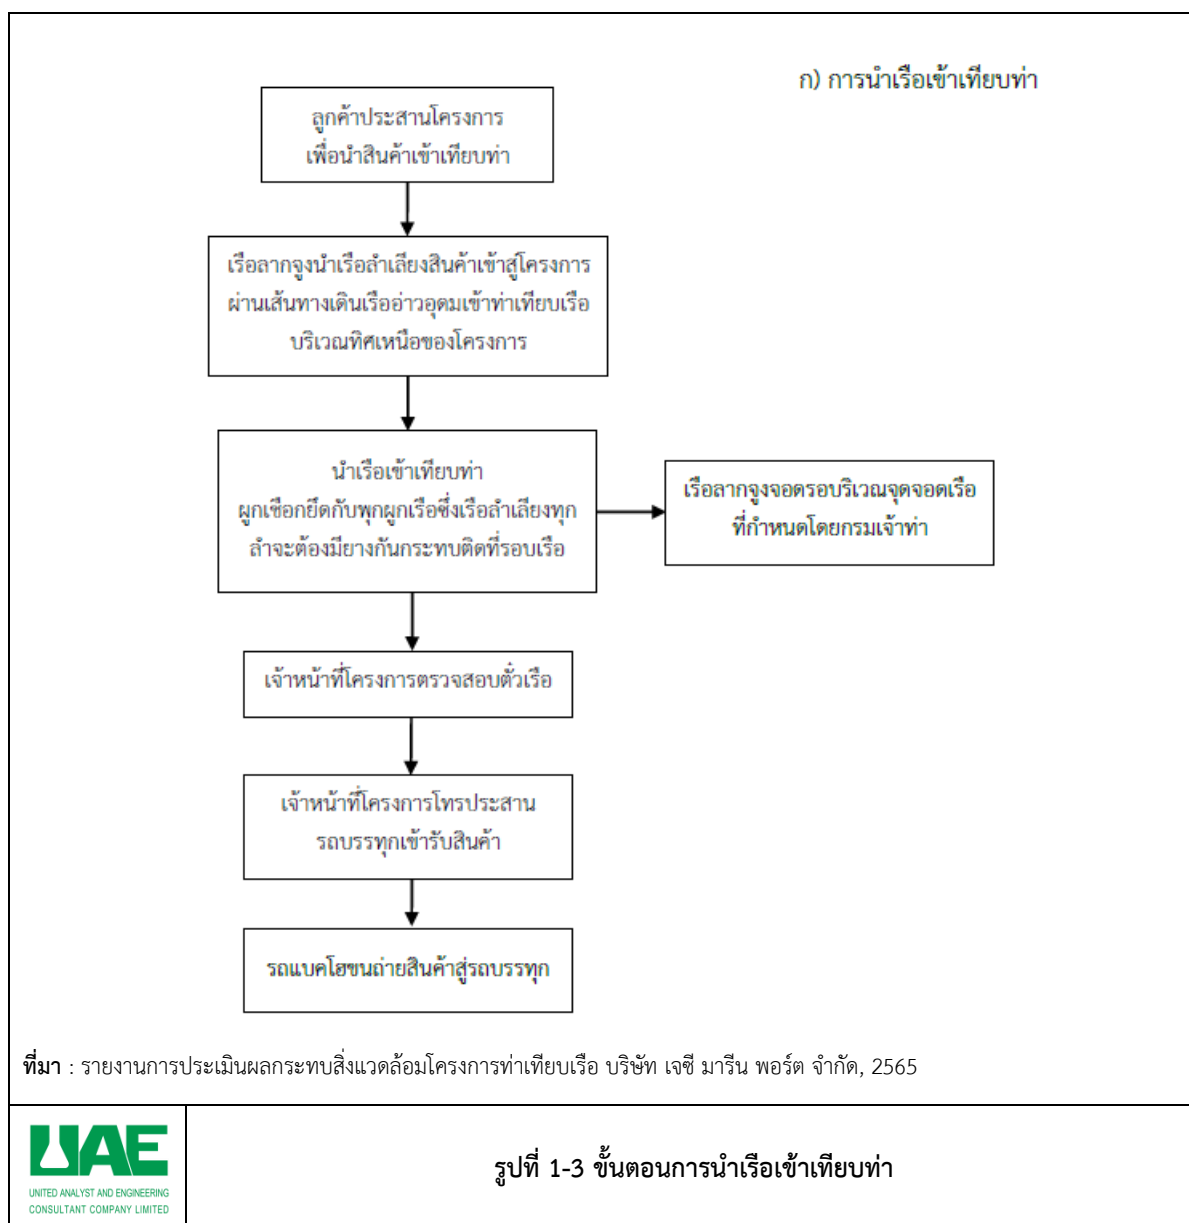 ก) การนำเรือเข้าเทียบท่า
ลูกค้าประสานโครงการ
เพื่อนำสินค้าเข้าเทียบท่า
เรือลากจูงนำเรือลำเลียงสินค้าเข้าสู่โครงการ
ผ่านเส้นทางเดินเรืออ่าวอุดมเข้าท่าเทียบเรือ
บริเวณทิศเหนือของโครงการ
นำเรือเข้าเทียบท่า
ผูกเชือกยึดกับพุกผูกเรือซึ่งเรือลำเลียงทุก
ลำจะต้องมียางกันกระทบติดที่รอบเรือ
เรือลากจูงจอดรอบริเวณจุดจอดเรือ
ที่กำหนดโดยกรมเจ้าท่า
เจ้าหน้าที่โครงการตรวจสอบตั๋วเรือ
เจ้าหน้าที่โครงการโทรประสาน
รถบรรทุกเข้ารับสินค้า
รถแบคโฮขนถ่ายสินค้าสู่รถบรรทุก
ที่มา : รายงานการประเมินผลกระทบสิ่งแวดล้อมโครงการท่าเทียบเรือ บริษัท เจซี มารีน พอร์ต จำกัด, 2565
UAE
UNITED ANALYST AND ENGINEERING
CONSULTANT COMPANY LIMITED
รูปที่ 1-3 ขั้นตอนการนำเรือเข้าเทียบท่า